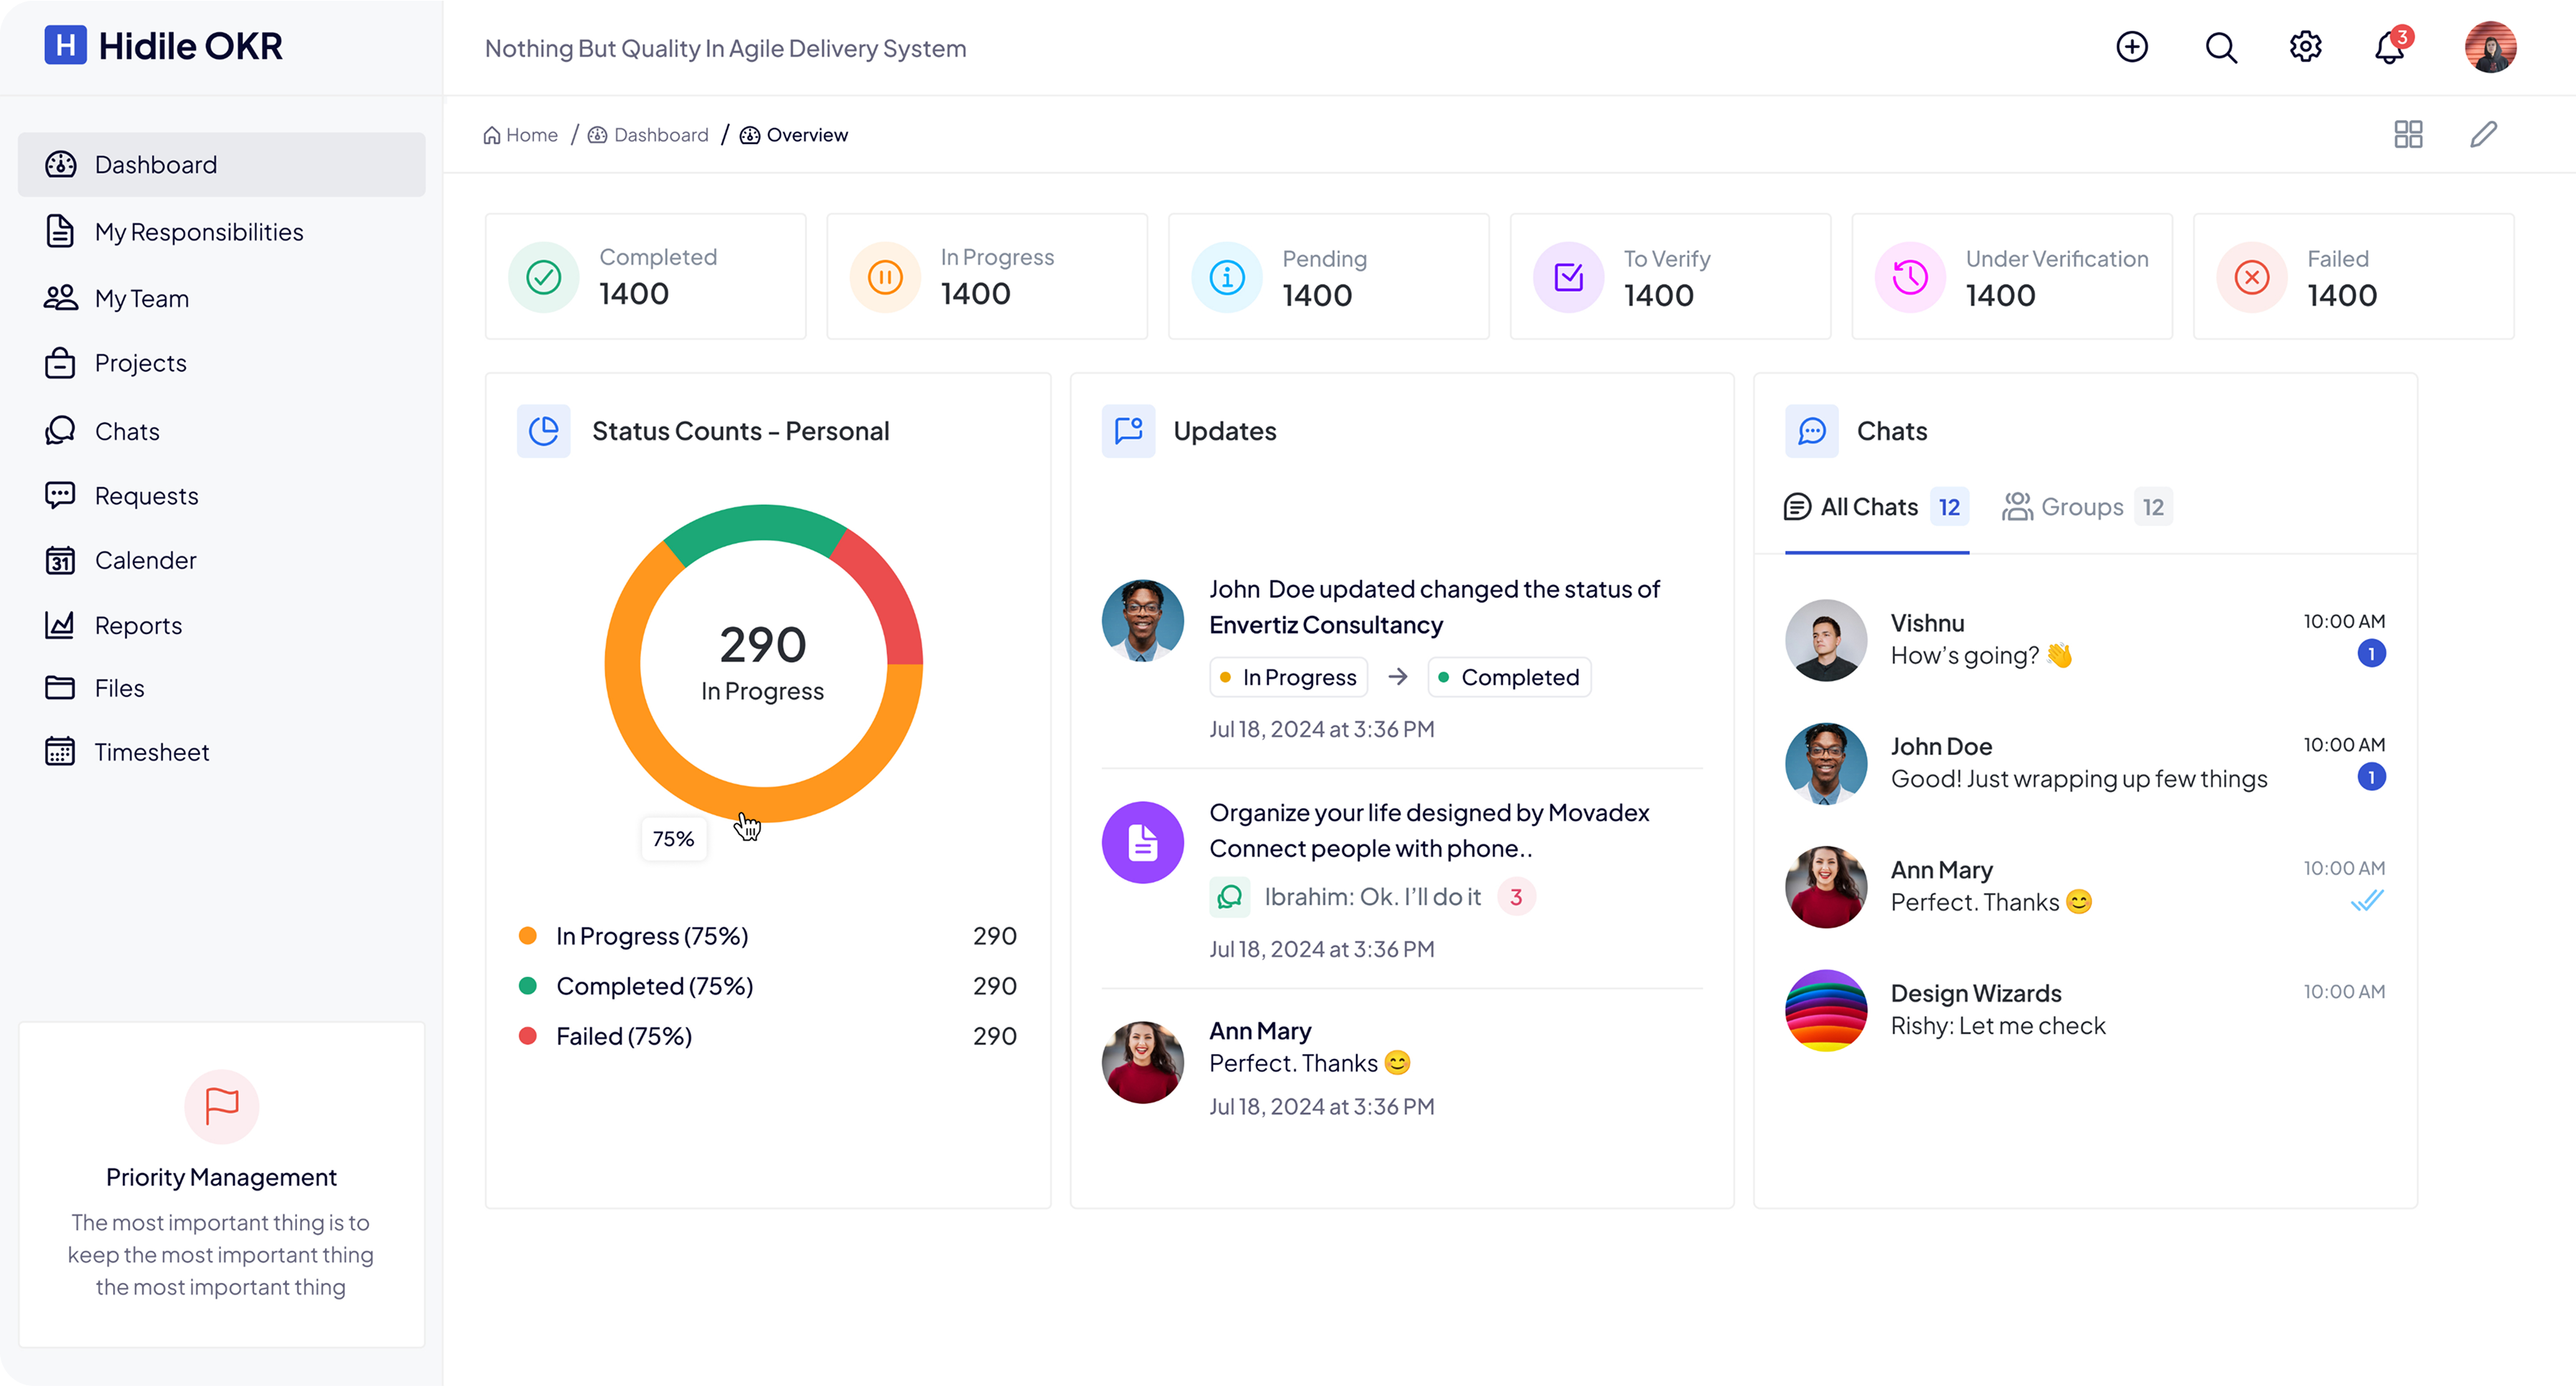 H Hidile OKR
Nothing But Quality In Agile Delivery System
3
Home / Dashboard / Overview
Dashboard
My Responsibilities
My Team
Projects
Chats
Requests
31 Calender
Reports
Files
Timesheet
Priority Management
The most important thing is to
keep the most important thing
the most important thing
Completed
1400
In Progress
1400
Pending
1400
To Verify
1400
Under Verification
1400
Failed
1400
Status Counts - Personal
290
In Progress
75%
In Progress (75%) 290
Completed (75%) 290
Failed (75%) 290
Updates
John Doe updated changed the status of
Envertiz Consultancy
In Progress → Completed
Jul 18, 2024 at 3:36 PM
Organize your life designed by Movadex
Connect people with phone..
Ibrahim: Ok. I'll do it 3
Jul 18, 2024 at 3:36 PM
Ann Mary
Perfect. Thanks 😊
Jul 18, 2024 at 3:36 PM
Chats
All Chats 12 Groups 12
Vishnu 10:00 AM
How's going? 👋 1
John Doe 10:00 AM
Good! Just wrapping up few things 1
Ann Mary 10:00 AM
Perfect. Thanks 😊
Design Wizards 10:00 AM
Rishy: Let me check